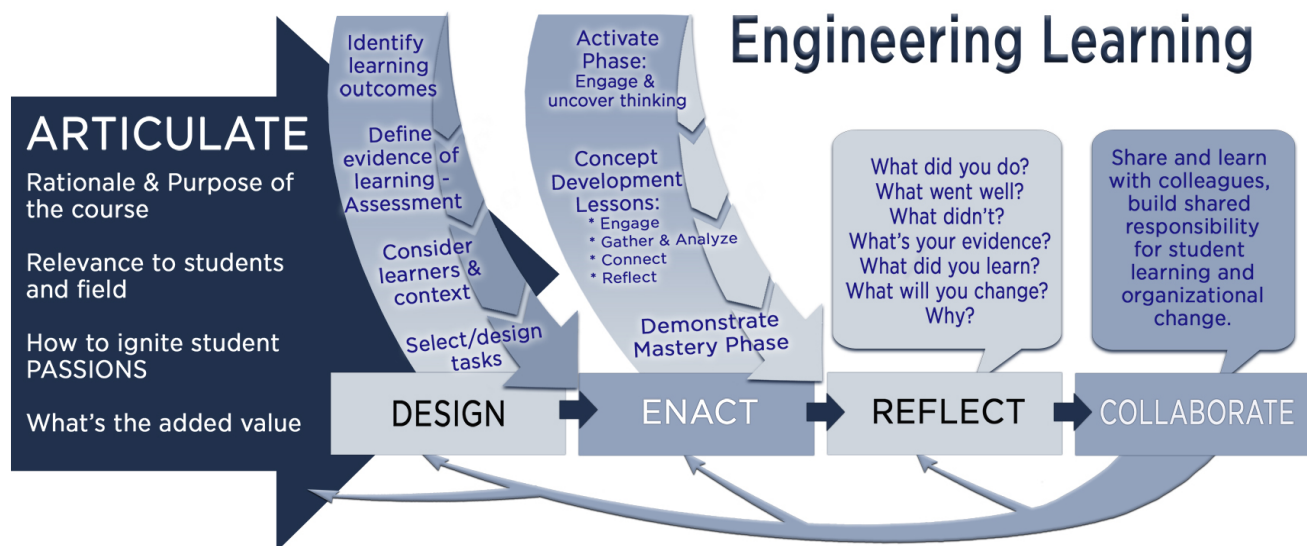 Engineering Learning
ARTICULATE
Rationale & Purpose of
the course
Relevance to students
and field
How to ignite student
PASSIONS
What's the added value
Identify
learning
outcomes
Define
evidence of
learning -
Assessment
Consider
learners &
context
Select/design
tasks
DESIGN
Activate
Phase:
Engage &
uncover thinking
Concept
Development
Lessons:
* Engage
* Gather & Analyze
* Connect
* Reflect
Demonstrate
Mastery Phase
ENACT
What did you do?
What went well?
What didn't?
What's your evidence?
What did you learn?
What will you change?
Why?
REFLECT
Share and learn
with colleagues,
build shared
responsibility
for student
learning and
organizational
change.
COLLABORATE